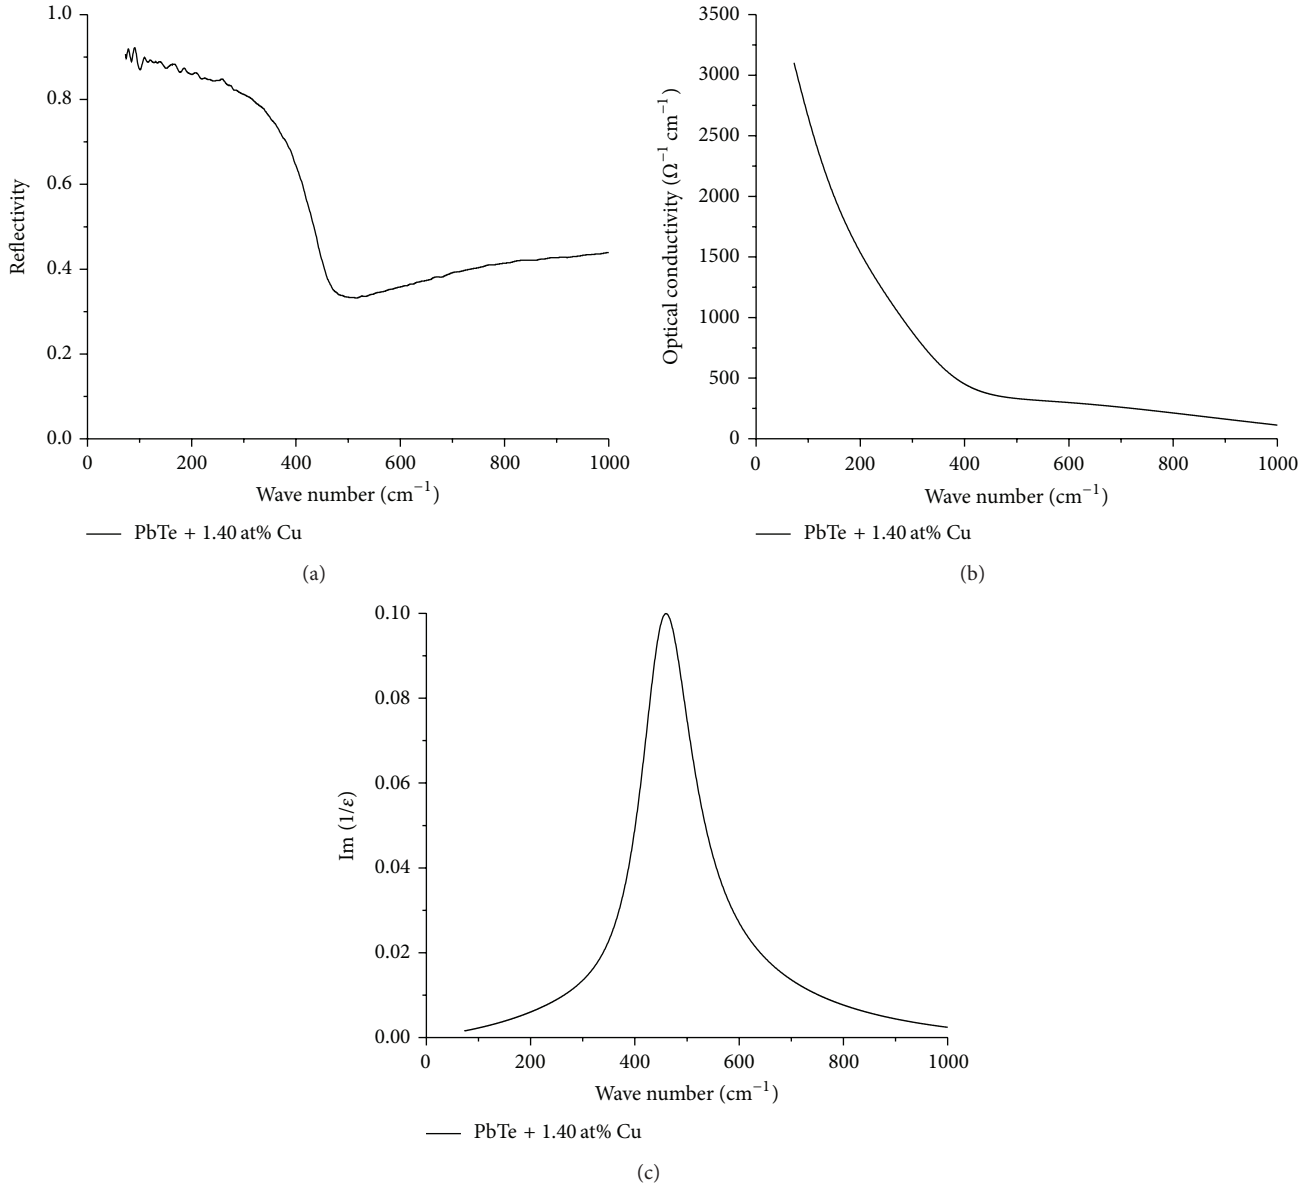 1.0
0.8
0.6
0.4
0.2
0.0
Reflectivity
0 200 400 600 800 1000
Wave number (cm⁻¹)
PbTe + 1.40 at% Cu
(a)
3500
3000
2500
2000
1500
1000
500
0
Optical conductivity (Ω⁻¹ cm⁻¹)
0 200 400 600 800 1000
Wave number (cm⁻¹)
PbTe + 1.40 at% Cu
(b)
0.10
0.08
0.06
0.04
0.02
0.00
Im (1/ε)
0 200 400 600 800 1000
Wave number (cm⁻¹)
PbTe + 1.40 at% Cu
(c)